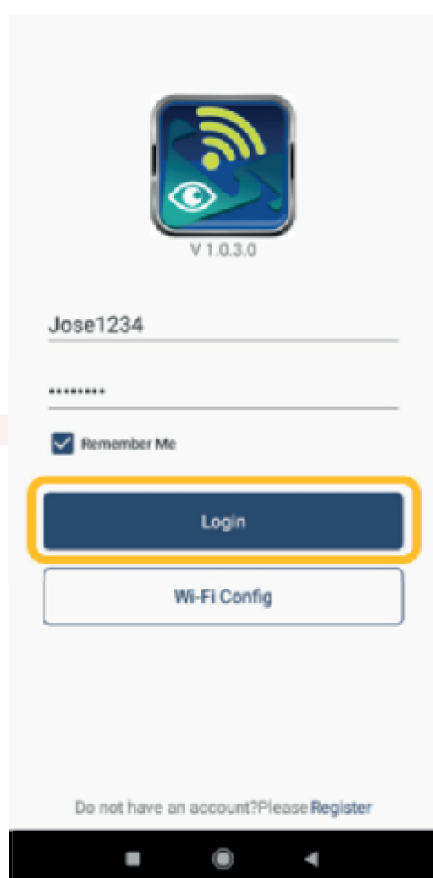 V 1.0.3.0
Jose1234
••••••••
Remember Me
Login
Wi-Fi Config
Do not have an account?Please Register